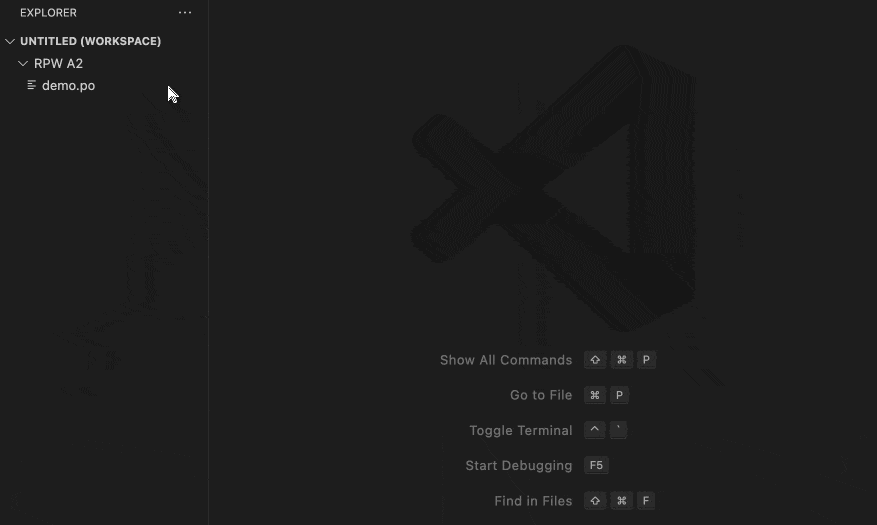 EXPLORER ...
UNTITLED (WORKSPACE)
RPW A2
demo.po
Show All Commands ⇧ ⌘ P
Go to File ⌘ P
Toggle Terminal ^ `
Start Debugging F5
Find in Files ⇧ ⌘ F